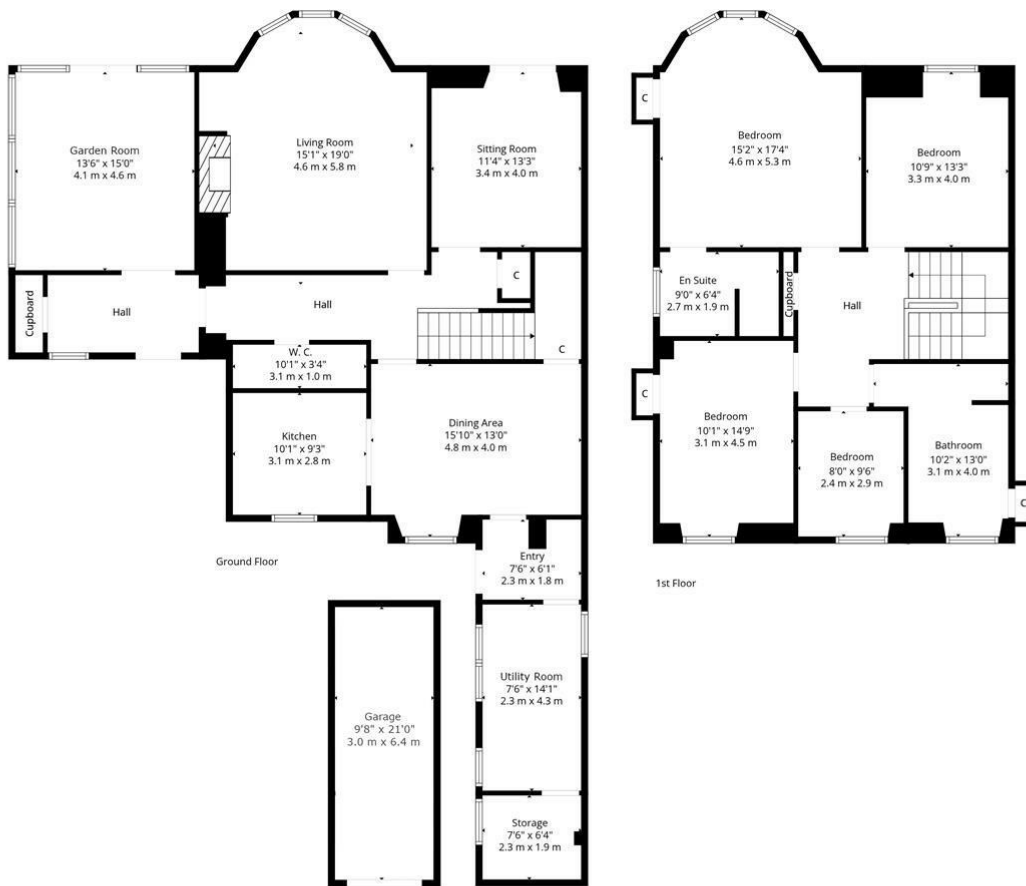 Garden Room
13'6" x 15'0"
4.1 m x 4.6 m
Living Room
15'1" x 19'0"
4.6 m x 5.8 m
Sitting Room
11'4" x 13'3"
3.4 m x 4.0 m
Cupboard
Hall
Hall
C
C
W. C.
10'1" x 3'4"
3.1 m x 1.0 m
Kitchen
10'1" x 9'3"
3.1 m x 2.8 m
Dining Area
15'10" x 13'0"
4.8 m x 4.0 m
Ground Floor
Entry
7'6" x 6'1"
2.3 m x 1.8 m
Utility Room
7'6" x 14'1"
2.3 m x 4.3 m
Garage
9'8" x 21'0"
3.0 m x 6.4 m
Storage
7'6" x 6'4"
2.3 m x 1.9 m
C
Bedroom
15'2" x 17'4"
4.6 m x 5.3 m
Bedroom
10'9" x 13'3"
3.3 m x 4.0 m
En Suite
9'0" x 6'4"
2.7 m x 1.9 m
Cupboard
Hall
C
Bedroom
10'1" x 14'9"
3.1 m x 4.5 m
Bedroom
8'0" x 9'6"
2.4 m x 2.9 m
Bathroom
10'2" x 13'0"
3.1 m x 4.0 m
C
1st Floor